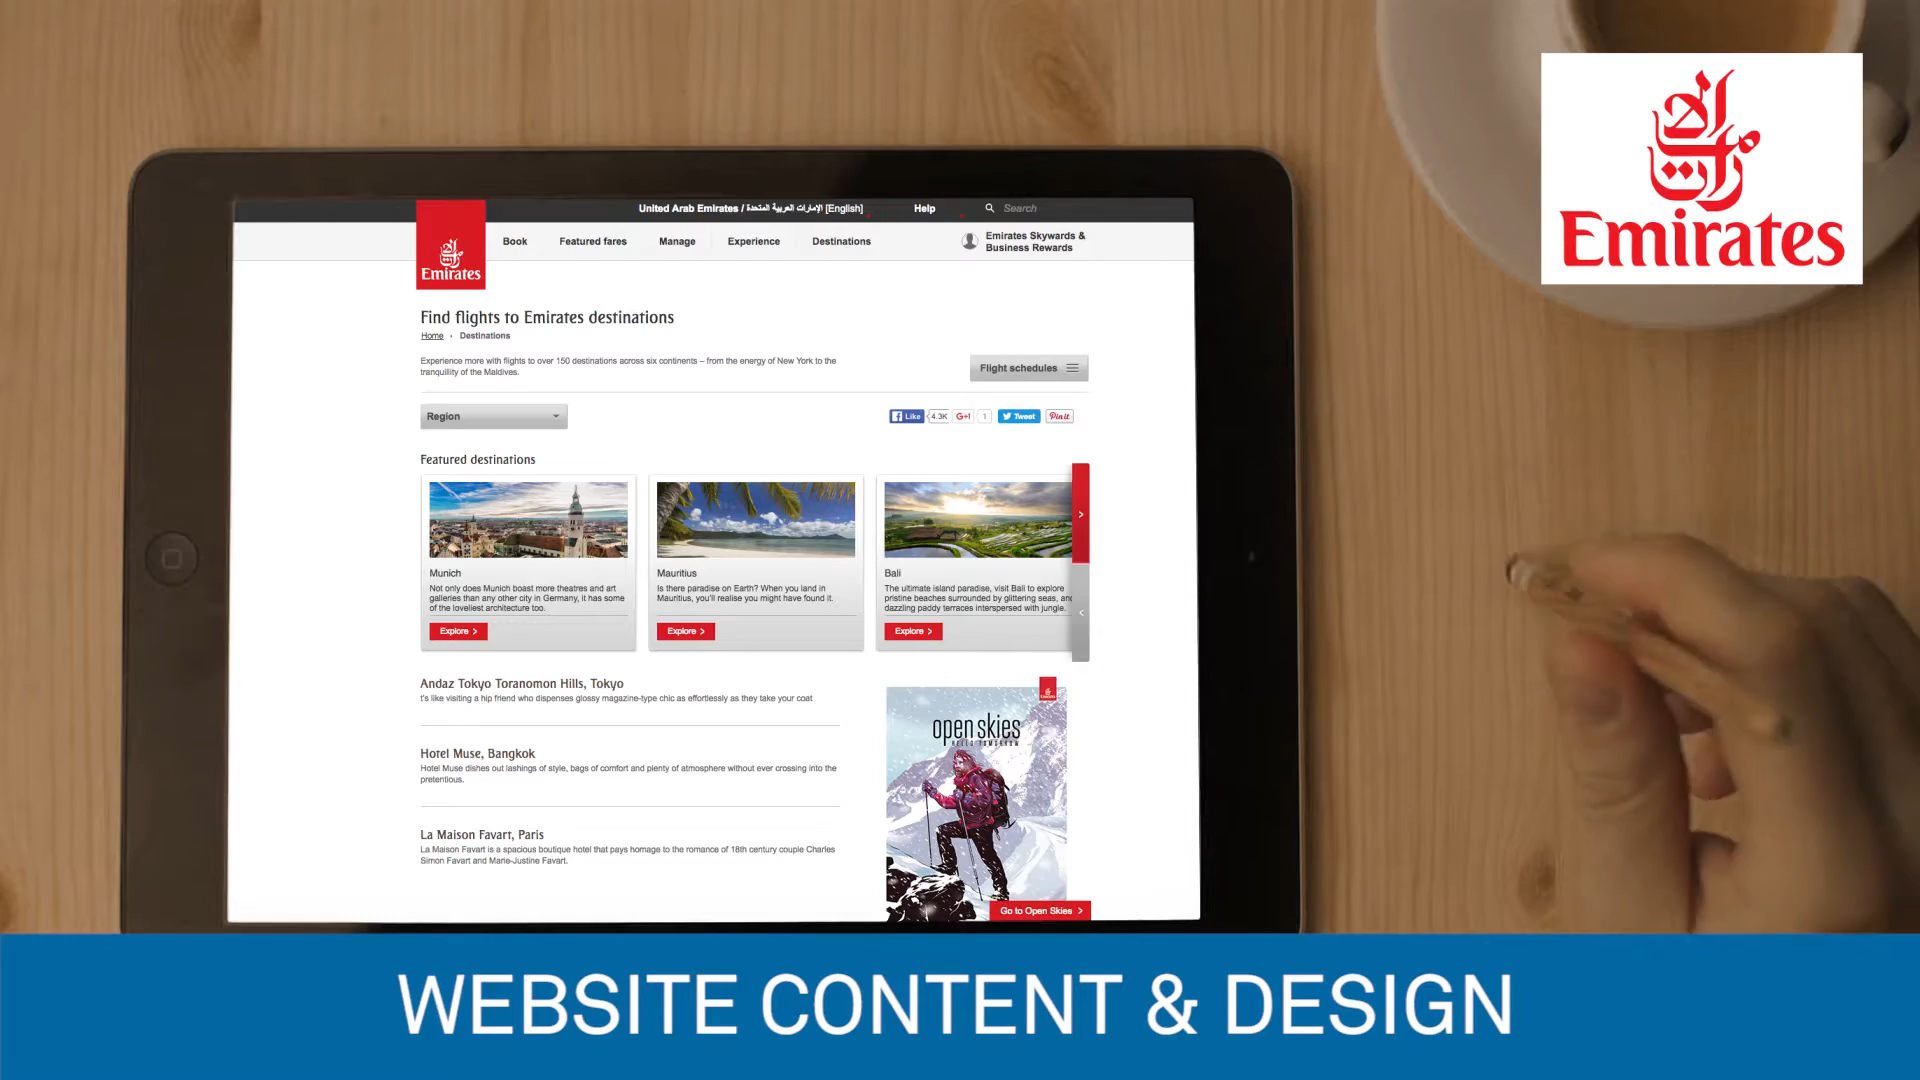 United Arab Emirates / الإمارات العربية المتحدة [English]
Help
Search
Emirates
Book
Featured fares
Manage
Experience
Destinations
Emirates Skywards &
Business Rewards
Find flights to Emirates destinations
Home
Destinations
Experience more with flights to over 150 destinations across six continents – from the energy of New York to the
tranquillity of the Maldives.
Flight schedules
Region
Like
4.3K
G+1
1
Tweet
Pin it
Featured destinations
Munich
Not only does Munich boast more theatres and art
galleries than any other city in Germany, it has some
of the loveliest architecture too.
Explore
Mauritius
Is there paradise on Earth? When you land in
Mauritius, you'll realise you might have found it.
Explore
Bali
The ultimate island paradise, visit Bali to explore
pristine beaches surrounded by glittering seas, and
dazzling paddy terraces interspersed with jungle.
Explore
Andaz Tokyo Toranomon Hills, Tokyo
t's like visiting a hip friend who dispenses glossy magazine-type chic as effortlessly as they take your coat
Hotel Muse, Bangkok
Hotel Muse dishes out lashings of style, bags of comfort and plenty of atmosphere without ever crossing into the
pretentious.
La Maison Favart, Paris
La Maison Favart is a spacious boutique hotel that pays homage to the romance of 18th century couple Charles
Simon Favart and Marie-Justine Favart.
Emirates
open skies
HELLO TOMORROW
Go to Open Skies
الإمارات
Emirates
WEBSITE CONTENT & DESIGN